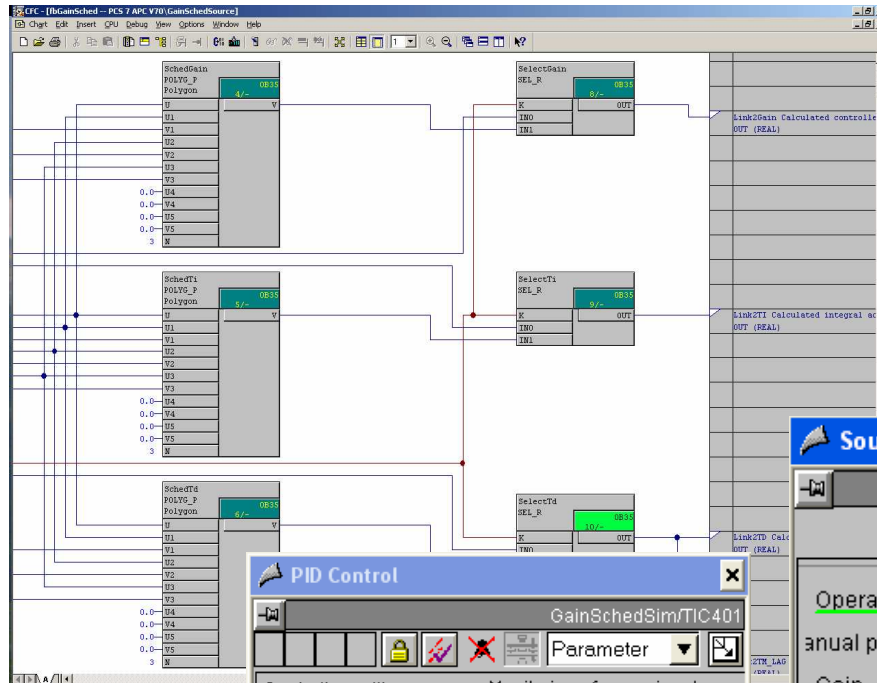 CFC - [fbGainSched -- PCS 7 APC V70\GainSchedSource]
Chart Edit Insert CPU Debug View Options Window Help
1
SchedGain
POLYG_P
Polygon
OB35
4/-
U V
U1
V1
U2
V2
U3
V3
0.0 U4
0.0 V4
0.0 U5
0.0 V5
3 N
SelectGain
SEL_R
OB35
8/-
K OUT
IN0
IN1
Link2Gain Calculated controlle
OUT (REAL)
SchedTi
POLYG_P
Polygon
OB35
5/-
U V
U1
V1
U2
V2
U3
V3
0.0 U4
0.0 V4
0.0 U5
0.0 V5
3 N
SelectTi
SEL_R
OB35
9/-
K OUT
IN0
IN1
Link2TI Calculated integral ac
OUT (REAL)
SchedTd
POLYG_P
Polygon
OB35
6/-
U V
U1
V1
U2
V2
U3
V3
0.0 U4
0.0 V4
0.0 U5
0.0 V5
3 N
SelectTd
SEL_R
OB35
10/-
K OUT
IN0
Link2TD Calc
OUT (REAL)
2TM_LAG
(REAL)
PID Control
GainSchedSim/TIC401
Parameter
Sou
Opera
anual p
Gain
A/1